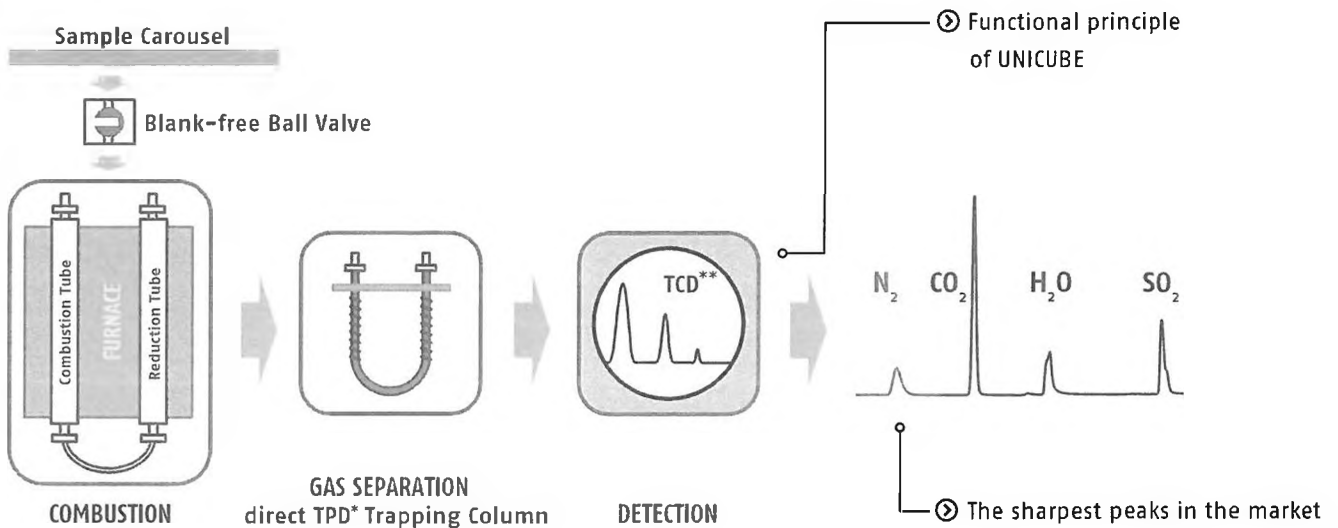 Sample Carousel
Blank-free Ball Valve
Combustion Tube
FURNACE
Reduction Tube
COMBUSTION
GAS SEPARATION
direct TPD* Trapping Column
TCD**
DETECTION
Functional principle
of UNICUBE
N₂ CO₂ H₂O SO₂
The sharpest peaks in the market